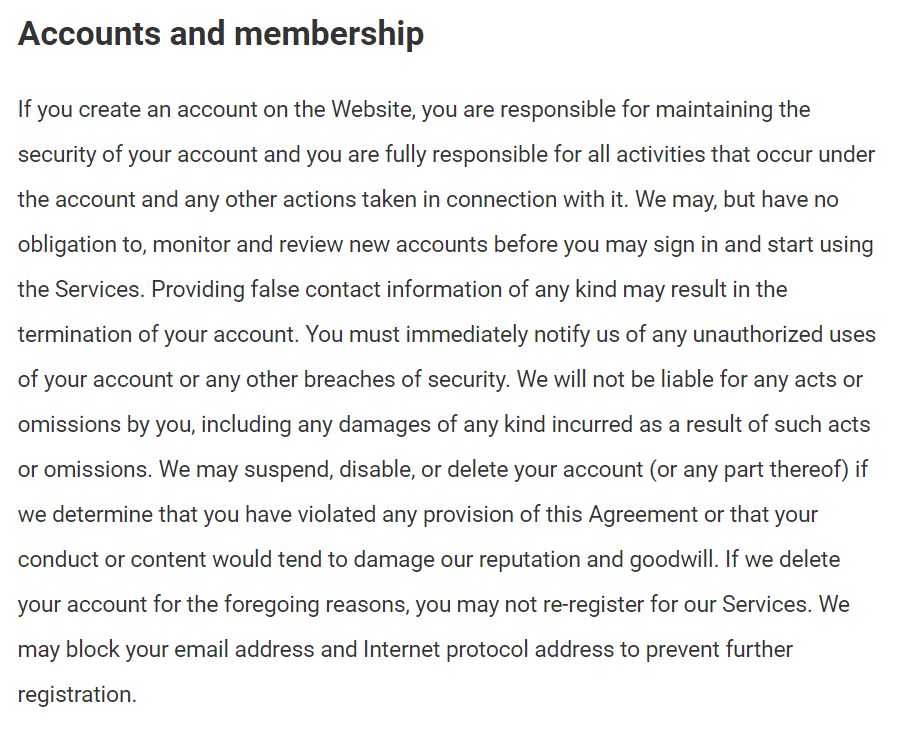 Accounts and membership
If you create an account on the Website, you are responsible for maintaining the
security of your account and you are fully responsible for all activities that occur under
the account and any other actions taken in connection with it. We may, but have no
obligation to, monitor and review new accounts before you may sign in and start using
the Services. Providing false contact information of any kind may result in the
termination of your account. You must immediately notify us of any unauthorized uses
of your account or any other breaches of security. We will not be liable for any acts or
omissions by you, including any damages of any kind incurred as a result of such acts
or omissions. We may suspend, disable, or delete your account (or any part thereof) if
we determine that you have violated any provision of this Agreement or that your
conduct or content would tend to damage our reputation and goodwill. If we delete
your account for the foregoing reasons, you may not re-register for our Services. We
may block your email address and Internet protocol address to prevent further
registration.